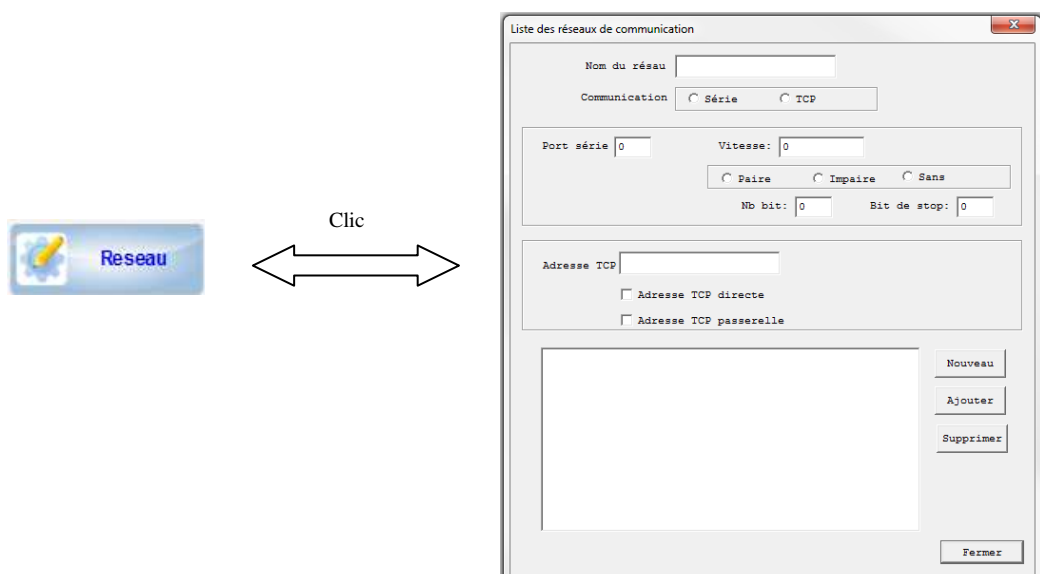 Reseau
Clic
Liste des réseaux de communication
Nom du résau
Communication Série TCP
Port série 0 Vitesse: 0
Paire Impaire Sans
Nb bit: 0 Bit de stop: 0
Adresse TCP
Adresse TCP directe
Adresse TCP passerelle
Nouveau
Ajouter
Supprimer
Fermer